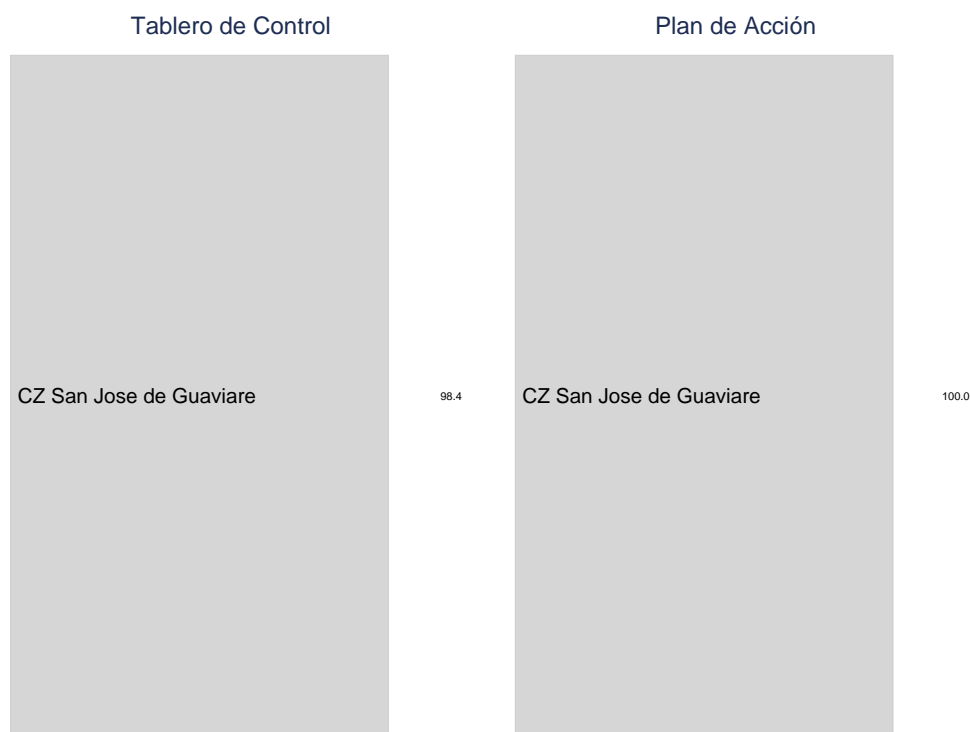 Tablero de Control
CZ San Jose de Guaviare 98.4
Plan de Acción
CZ San Jose de Guaviare 100.0